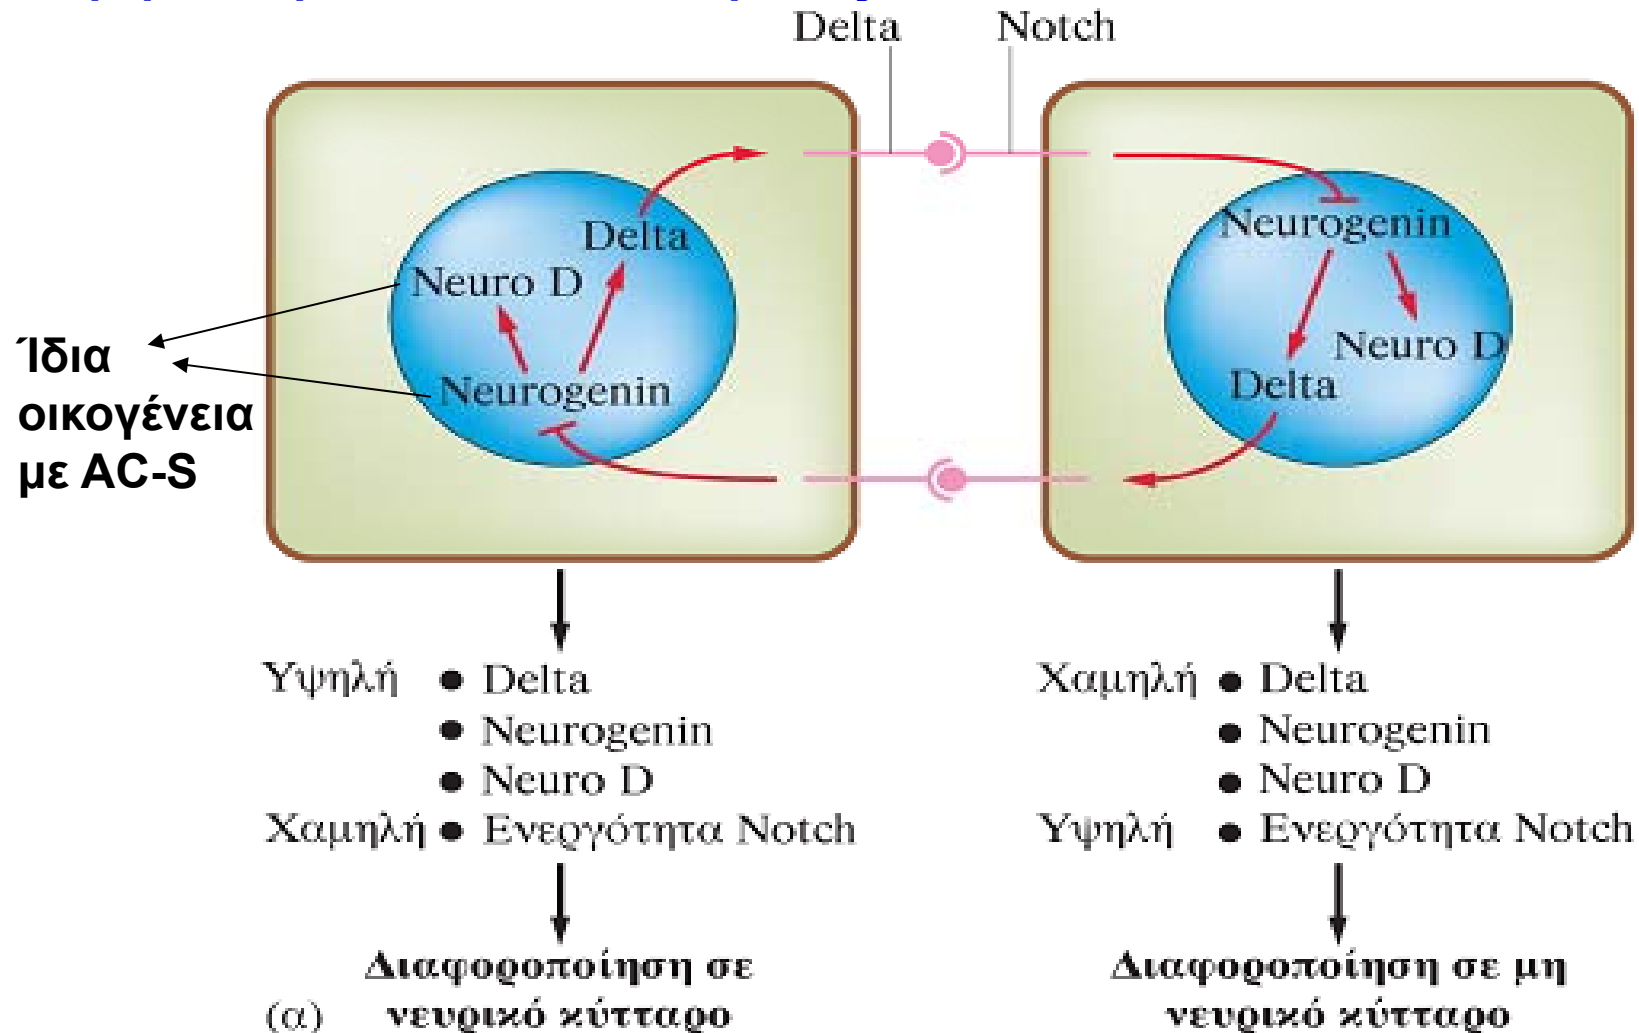 Delta Notch
Delta
Neuro D
Neurogenin
Neurogenin
Neuro D
Delta
Ίδια
οικογένεια
με AC-S
Υψηλή • Delta
• Neurogenin
• Neuro D
Χαμηλή • Ενεργότητα Notch
Διαφοροποίηση σε
(α) νευρικό κύτταρο
Χαμηλή • Delta
• Neurogenin
• Neuro D
Υψηλή • Ενεργότητα Notch
Διαφοροποίηση σε μη
νευρικό κύτταρο